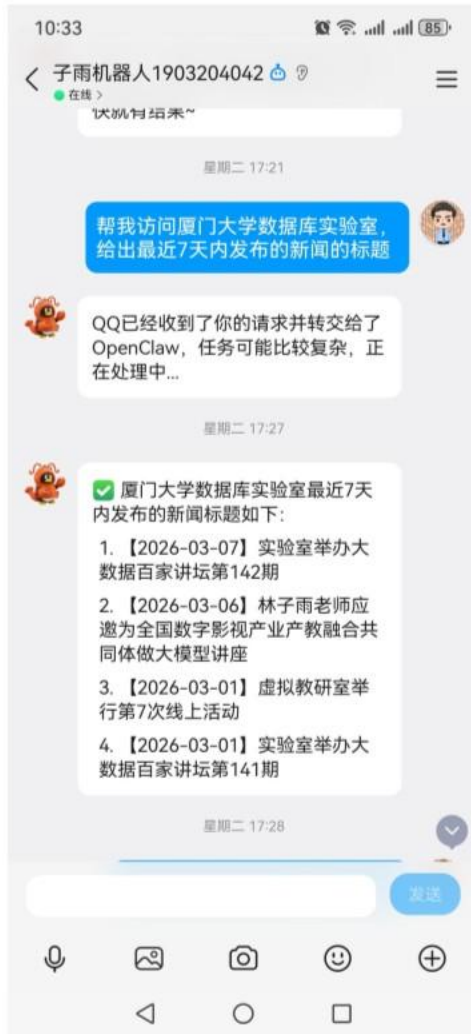 10:33
85
子雨机器人1903204042
在线 >
快就有结果~
星期二 17:21
帮我访问厦门大学数据库实验室，
给出最近7天内发布的新闻的标题
QQ已经收到了你的请求并转交给了
OpenClaw，任务可能比较复杂，正
在处理中...
星期二 17:27
✅ 厦门大学数据库实验室最近7天
内发布的新闻标题如下：
1. 【2026-03-07】实验室举办大
数据百家讲坛第142期
2. 【2026-03-06】林子雨老师应
邀为全国数字影视产业产教融合共
同体做大模型讲座
3. 【2026-03-01】虚拟教研室举
行第7次线上活动
4. 【2026-03-01】实验室举办大
数据百家讲坛第141期
星期二 17:28
发送